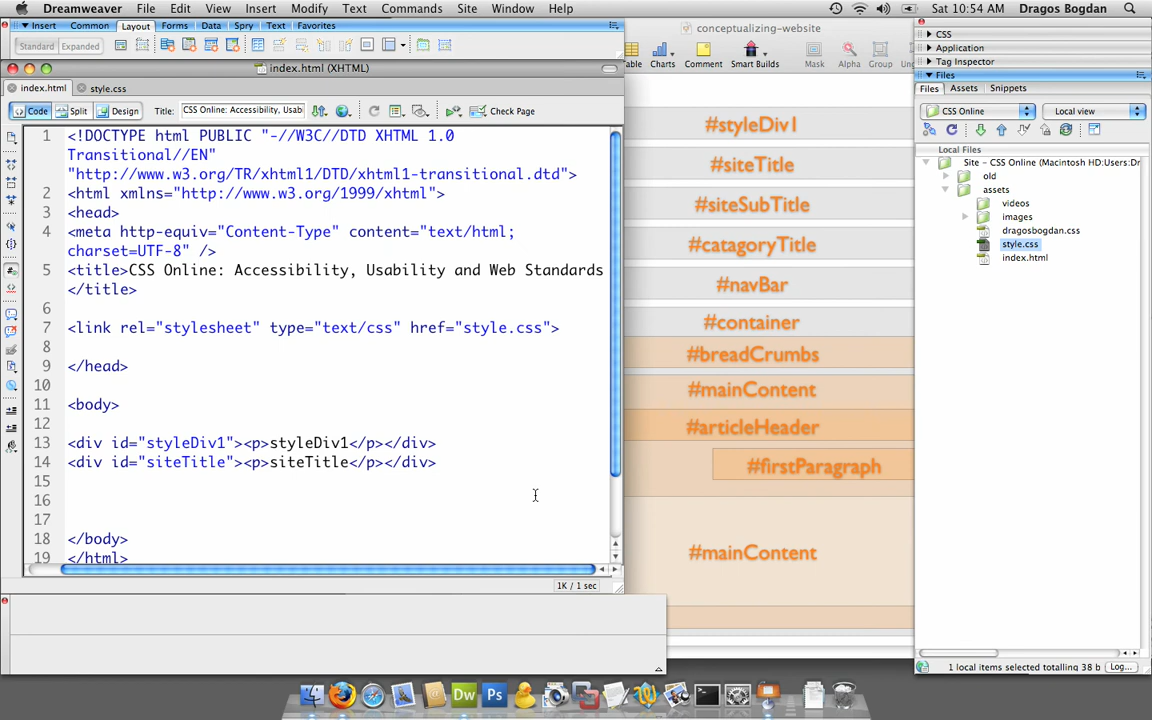 Dreamweaver File Edit View Insert Modify Text Commands Site Window Help Sat 10:54 AM Dragos Bogdan
Insert Common Layout Forms Data Spry Text Favorites
Standard Expanded
conceptualizing-website
Charts Comment Smart Builds Mask Alpha Group
index.html (XHTML)
index.html style.css
Code Split Design Title: CSS Online: Accessibility, Usab Check Page
1 <!DOCTYPE html PUBLIC "-//W3C//DTD XHTML 1.0
Transitional//EN"
"http://www.w3.org/TR/xhtml1/DTD/xhtml1-transitional.dtd">
2 <html xmlns="http://www.w3.org/1999/xhtml">
3 <head>
4 <meta http-equiv="Content-Type" content="text/html;
charset=UTF-8" />
5 <title>CSS Online: Accessibility, Usability and Web Standards
</title>
6
7 <link rel="stylesheet" type="text/css" href="style.css">
8
9 </head>
10
11 <body>
12
13 <div id="styleDiv1"><p>styleDiv1</p></div>
14 <div id="siteTitle"><p>siteTitle</p></div>
15
16
17
18 </body>
19 </html>
1K / 1 sec
#styleDiv1
#siteTitle
#siteSubTitle
#catagoryTitle
#navBar
#container
#breadCrumbs
#mainContent
#articleHeader
#firstParagraph
#mainContent
CSS
Application
Tag Inspector
Files
Files Assets Snippets
CSS Online Local view
Local Files
Site – CSS Online (Macintosh HD:Users:Dr
old
assets
videos
images
dragosbogdan.css
style.css
index.html
1 local items selected totalling 38 b Log...
Dw Ps